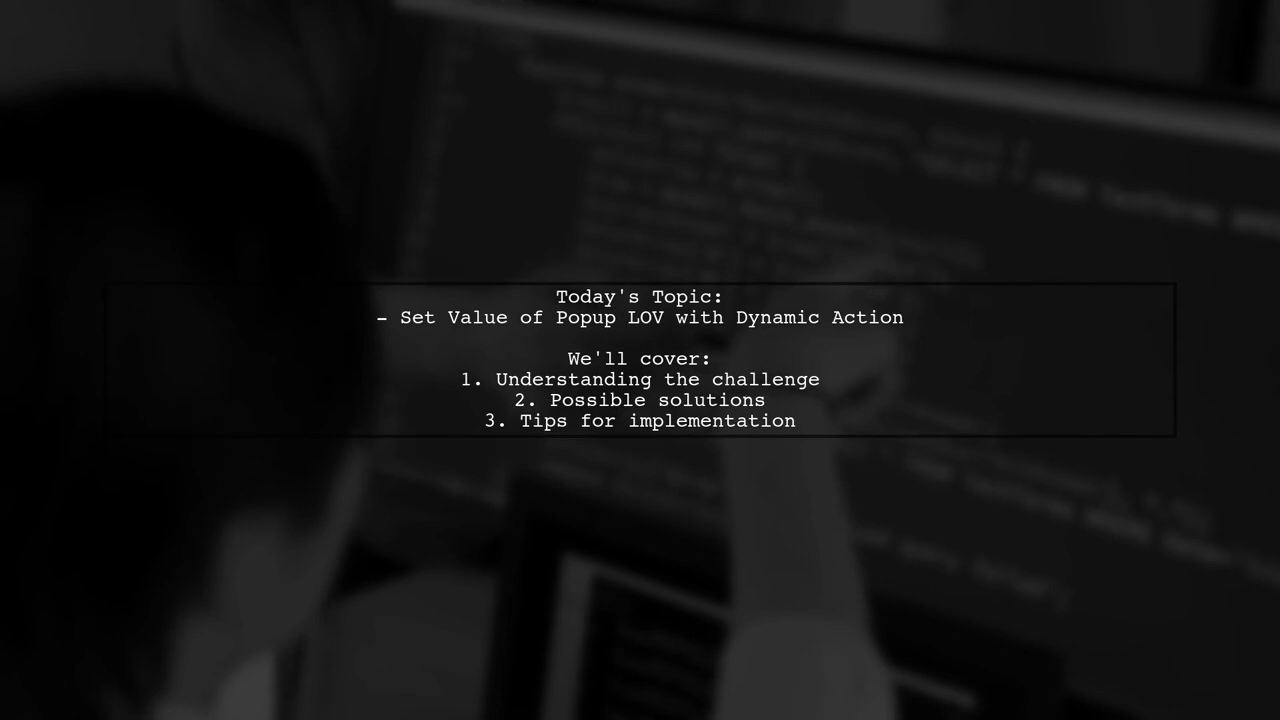 Today's Topic:
- Set Value of Popup LOV with Dynamic Action
We'll cover:
1. Understanding the challenge
2. Possible solutions
3. Tips for implementation